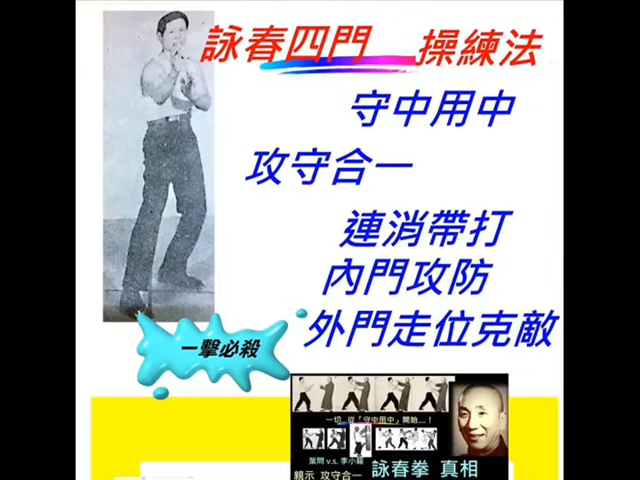 詠春四門 操練法
守中用中
攻守合一
連消帶打
內門攻防
外門走位克敵
一擊必殺
一切 從「守中用中」開始...!
葉問 v.s. 李小龍
親示 攻守合一
詠春拳 真相